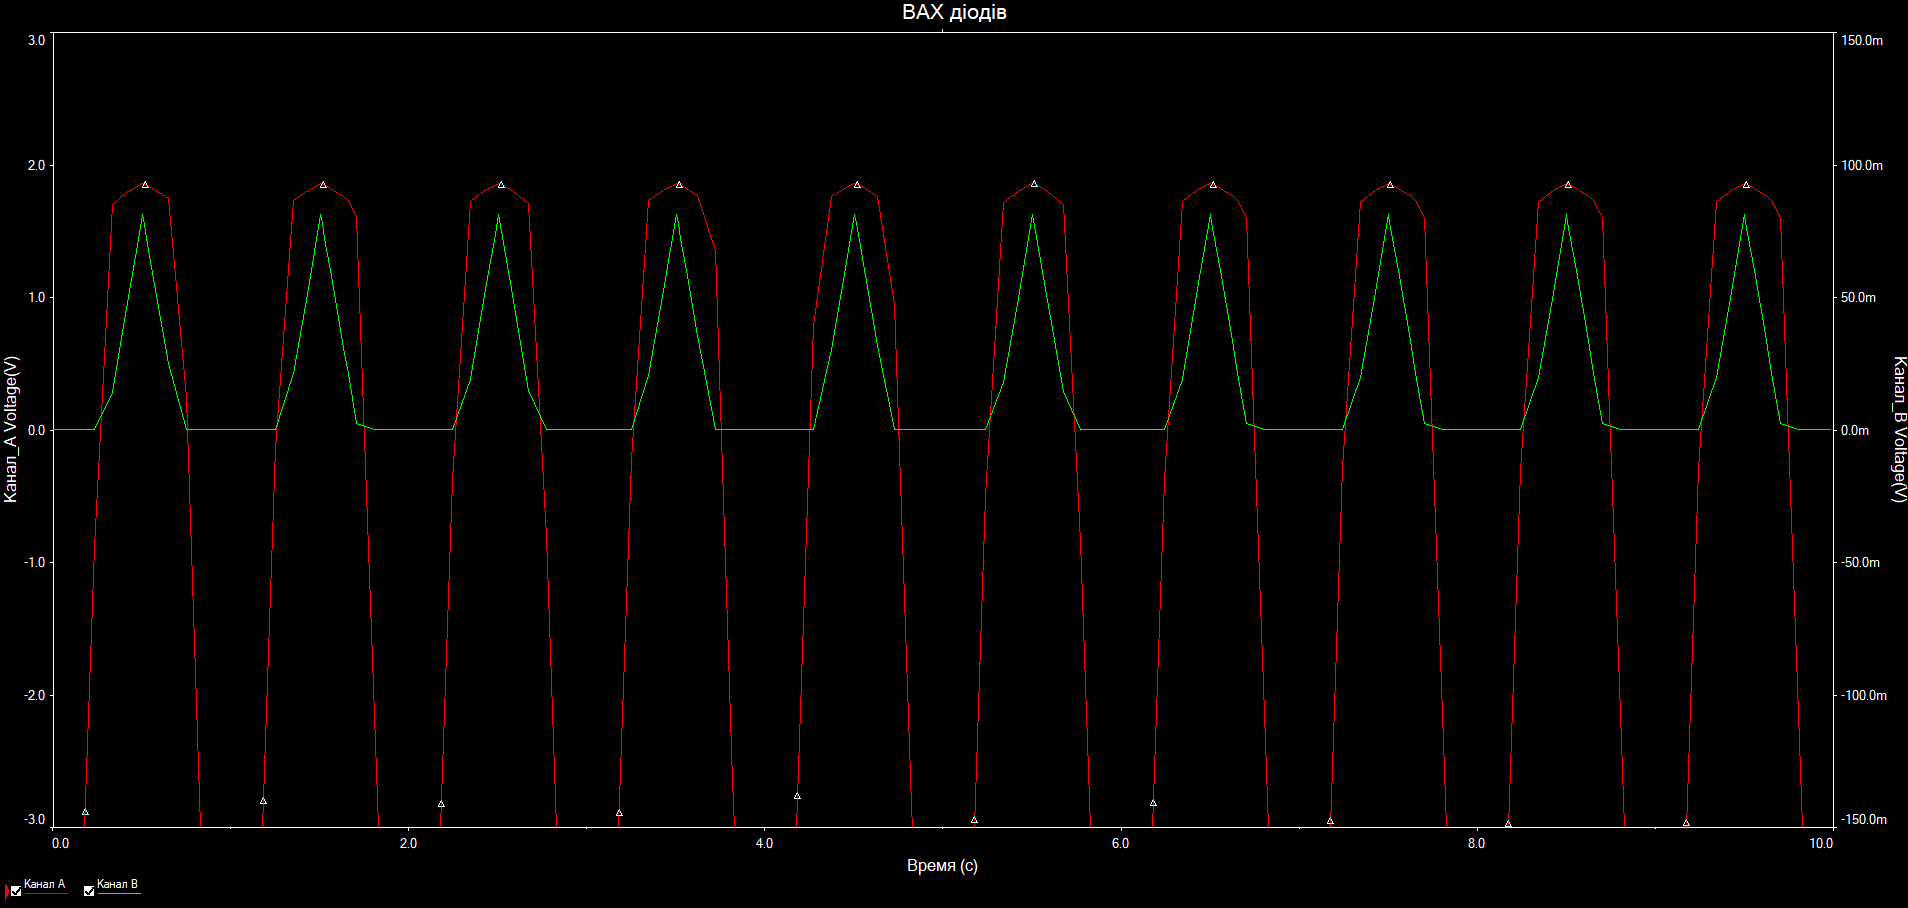 ВАХ діодів
3.0
2.0
1.0
0.0
-1.0
-2.0
-3.0
Канал_A Voltage(V)
150.0m
100.0m
50.0m
0.0m
-50.0m
-100.0m
-150.0m
Канал_B Voltage(V)
0.0 2.0 4.0 6.0 8.0 10.0
Время (с)
Канал A Канал B